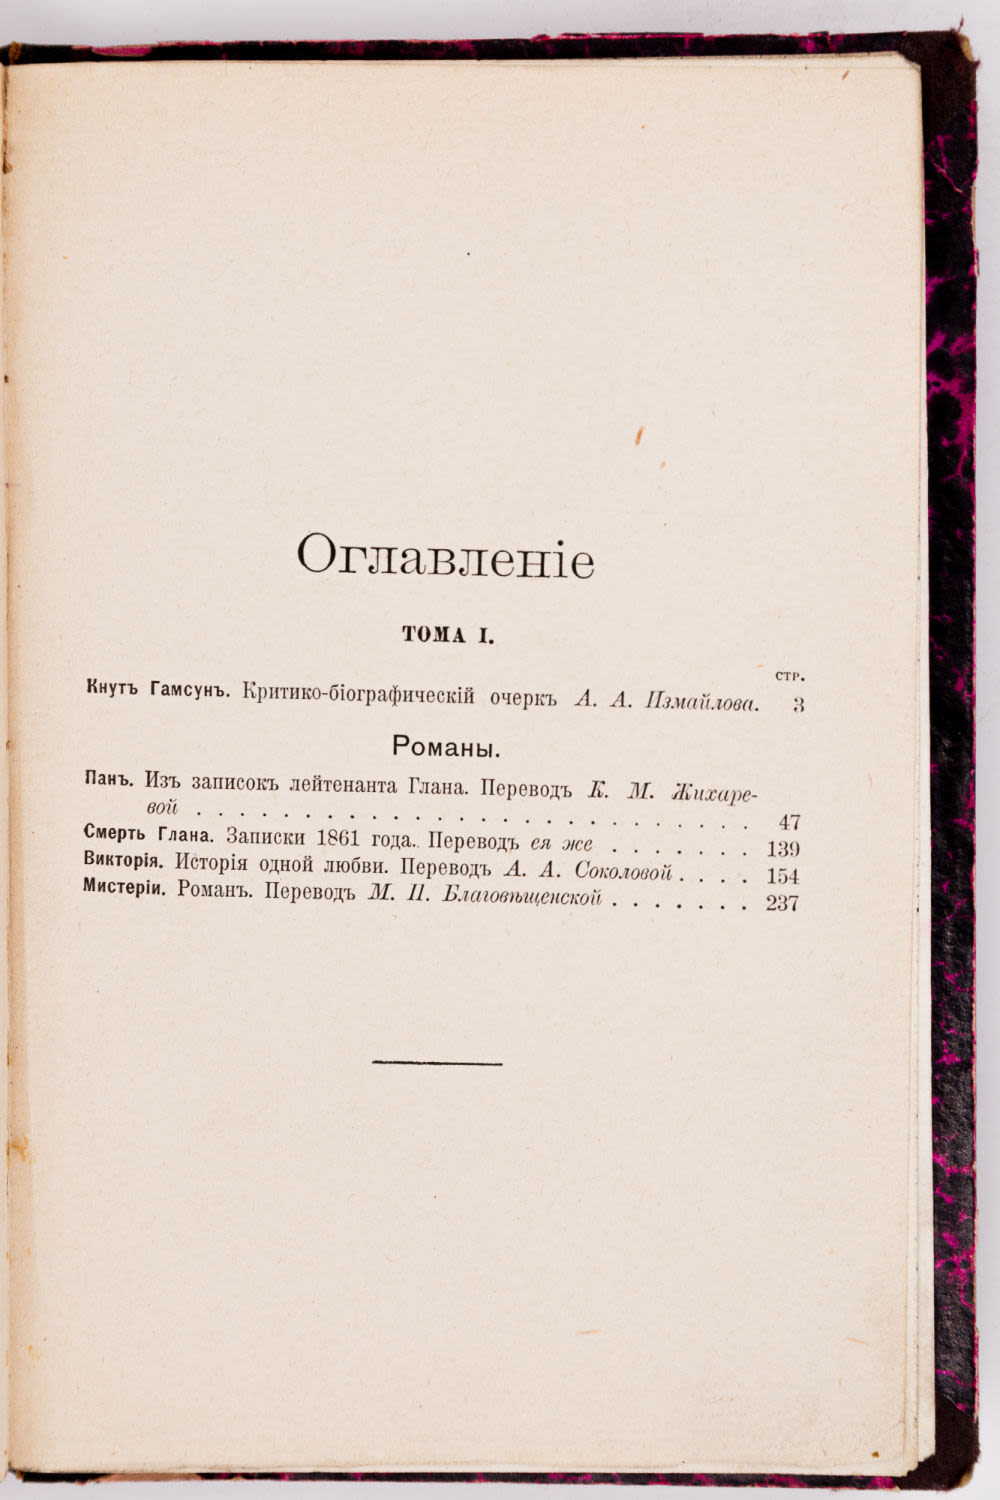 Оглавленіе
ТОМА I.
СТР.
Кнутъ Гамсунъ. Критико-біографическій очеркъ А. А. Измайлова. 3
Романы.
Панъ. Изъ записокъ лейтенанта Глана. Переводъ К. М. Жихаре-
вой . . . . . . . . . . . . . . . . . . . . 47
Смерть Глана. Записки 1861 года. Переводъ ея же . . . . . . . 139
Викторія. Исторія одной любви. Переводъ А. А. Соколовой . . . . 154
Мистеріи. Романъ. Переводъ М. П. Благовѣщенской . . . . . . . 237